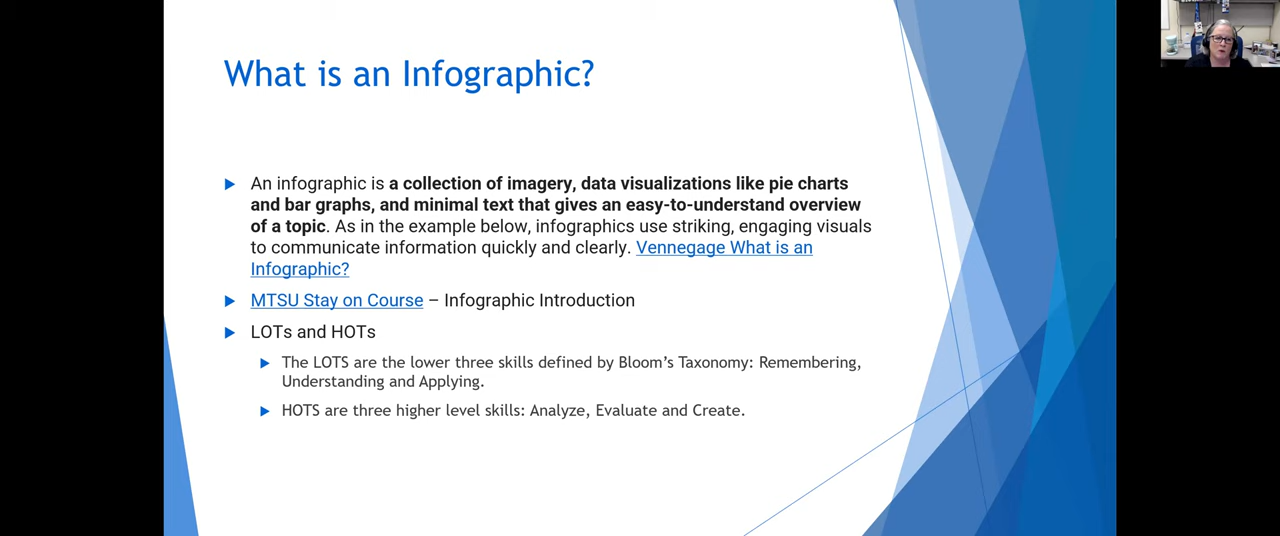 What is an Infographic?
An infographic is a collection of imagery, data visualizations like pie charts
and bar graphs, and minimal text that gives an easy-to-understand overview
of a topic. As in the example below, infographics use striking, engaging visuals
to communicate information quickly and clearly. Vennegage What is an
Infographic?
MTSU Stay on Course – Infographic Introduction
LOTs and HOTs
The LOTS are the lower three skills defined by Bloom’s Taxonomy: Remembering,
Understanding and Applying.
HOTS are three higher level skills: Analyze, Evaluate and Create.